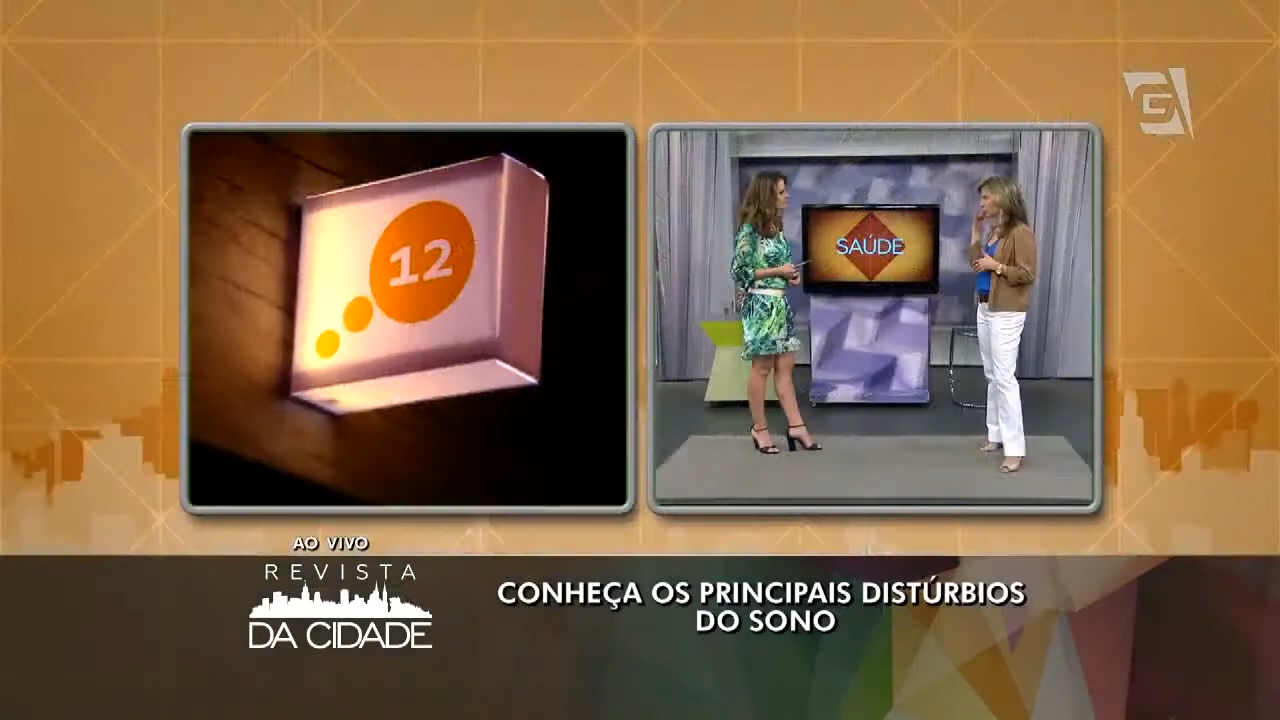 12
SAÚDE
AO VIVO
REVISTA
DA CIDADE
CONHEÇA OS PRINCIPAIS DISTÚRBIOS
DO SONO